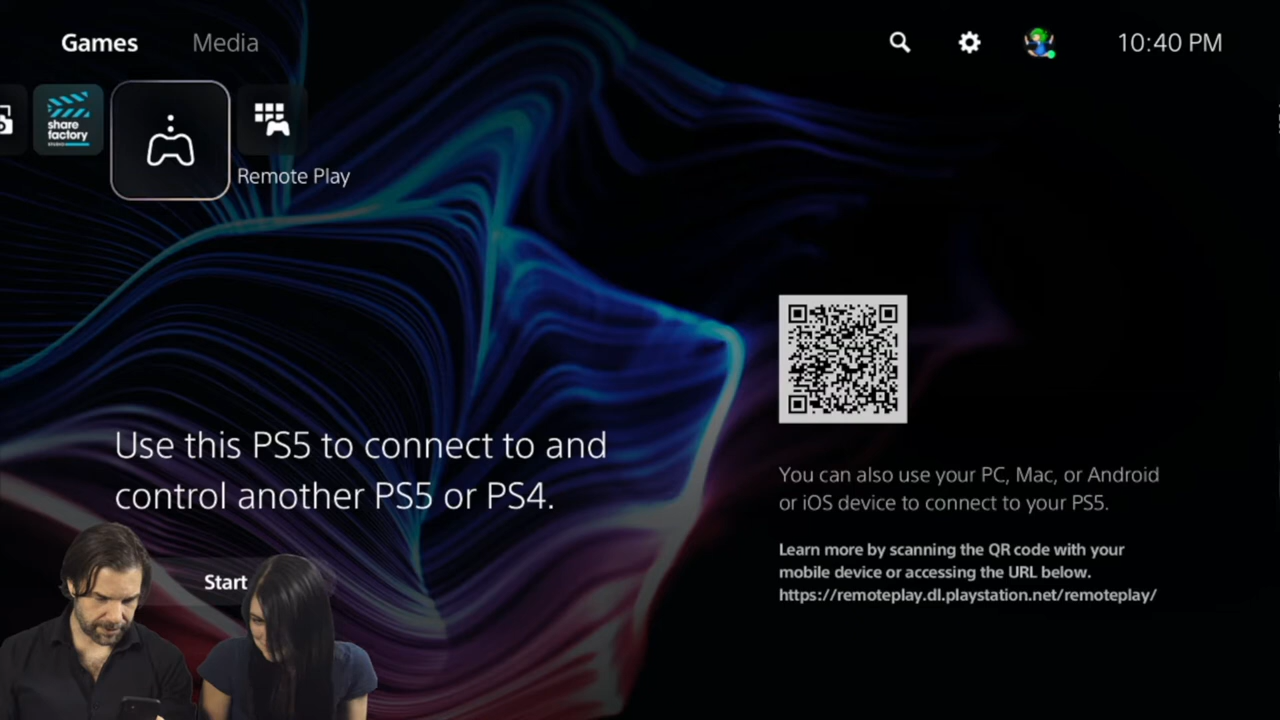 Games
Media
10:40 PM
share
factory
STUDIO
Remote Play
Use this PS5 to connect to and
control another PS5 or PS4.
Start
You can also use your PC, Mac, or Android
or iOS device to connect to your PS5.
Learn more by scanning the QR code with your
mobile device or accessing the URL below.
https://remoteplay.dl.playstation.net/remoteplay/